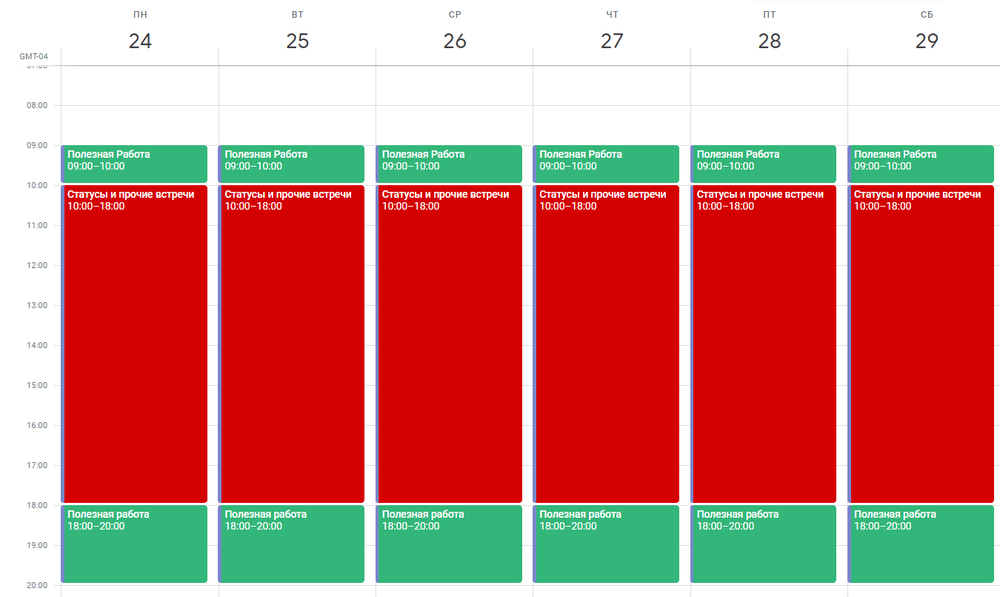 ПН ВТ СР ЧТ ПТ СБ
24 25 26 27 28 29
GMT-04
07:00
08:00
09:00
Полезная Работа Полезная Работа Полезная Работа Полезная Работа Полезная Работа Полезная Работа
09:00–10:00 09:00–10:00 09:00–10:00 09:00–10:00 09:00–10:00 09:00–10:00
10:00
Статусы и прочие встречи Статусы и прочие встречи Статусы и прочие встречи Статусы и прочие встречи Статусы и прочие встречи Статусы и прочие встречи
10:00–18:00 10:00–18:00 10:00–18:00 10:00–18:00 10:00–18:00 10:00–18:00
11:00
12:00
13:00
14:00
15:00
16:00
17:00
18:00
Полезная работа Полезная работа Полезная работа Полезная работа Полезная работа Полезная работа
18:00–20:00 18:00–20:00 18:00–20:00 18:00–20:00 18:00–20:00 18:00–20:00
19:00
20:00